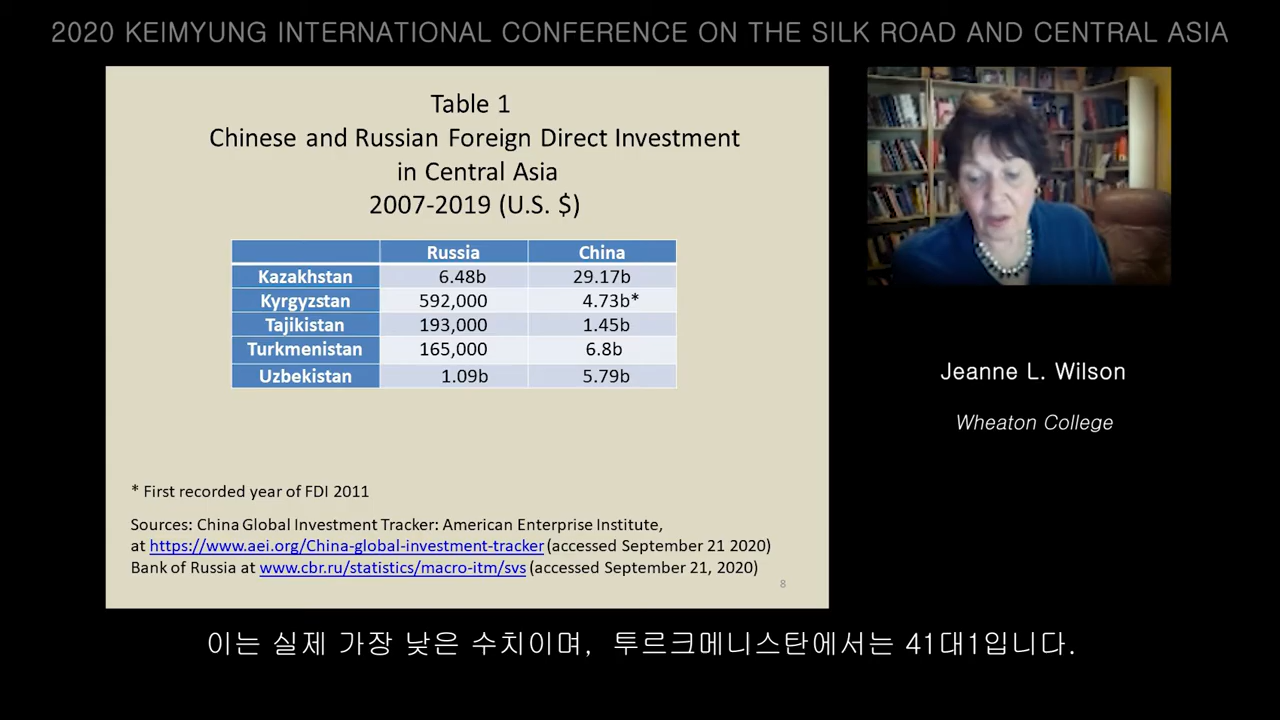 2020 KEIMYUNG INTERNATIONAL CONFERENCE ON THE SILK ROAD AND CENTRAL ASIA
Table 1
Chinese and Russian Foreign Direct Investment
in Central Asia
2007-2019 (U.S. $)
Russia China
Kazakhstan 6.48b 29.17b
Kyrgyzstan 592,000 4.73b*
Tajikistan 193,000 1.45b
Turkmenistan 165,000 6.8b
Uzbekistan 1.09b 5.79b
* First recorded year of FDI 2011
Sources: China Global Investment Tracker: American Enterprise Institute,
at https://www.aei.org/China-global-investment-tracker (accessed September 21 2020)
Bank of Russia at www.cbr.ru/statistics/macro-itm/svs (accessed September 21, 2020)
8
Jeanne L. Wilson
Wheaton College
이는 실제 가장 낮은 수치이며, 투르크메니스탄에서는 41대1입니다.